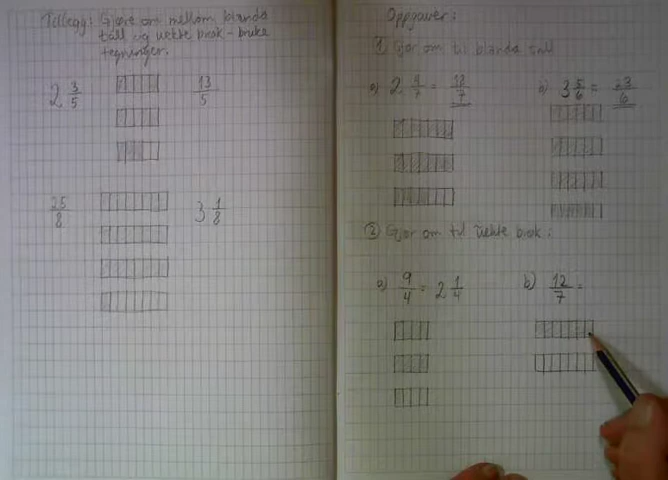 Tillegg: Gjøre om mellom blanda
tall og uekte brøk - bruke
tegninger.
2 3/5 13/5
25/8 3 1/8
Oppgaver:
① Gjør om til blanda tall
a) 2 4/7 = 18/7
b) 3 5/6 = 23/6
② Gjør om til uekte brøk:
a) 9/4 = 2 1/4
b) 12/7 =